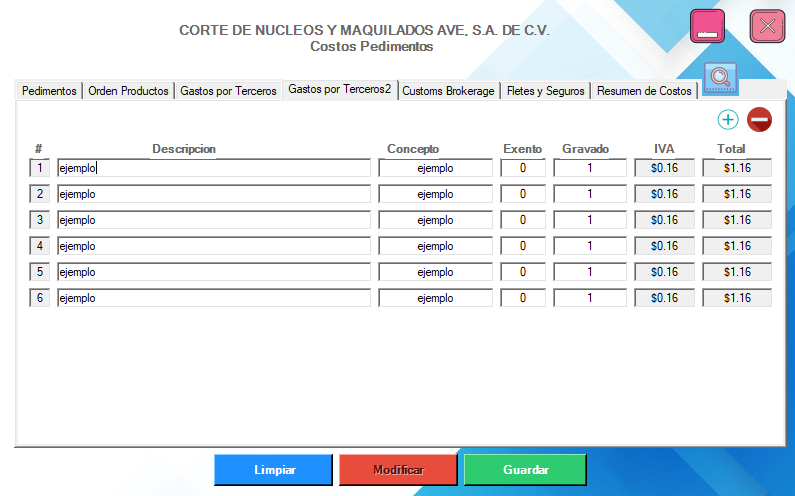 CORTE DE NUCLEOS Y MAQUILADOS AVE, S.A. DE C.V.
Costos Pedimentos
Pedimentos Orden Productos Gastos por Terceros Gastos por Terceros2 Customs Brokerage Fletes y Seguros Resumen de Costos
# Descripcion Concepto Exento Gravado IVA Total
1 ejemplo ejemplo 0 1 $0.16 $1.16
2 ejemplo ejemplo 0 1 $0.16 $1.16
3 ejemplo ejemplo 0 1 $0.16 $1.16
4 ejemplo ejemplo 0 1 $0.16 $1.16
5 ejemplo ejemplo 0 1 $0.16 $1.16
6 ejemplo ejemplo 0 1 $0.16 $1.16
Limpiar Modificar Guardar